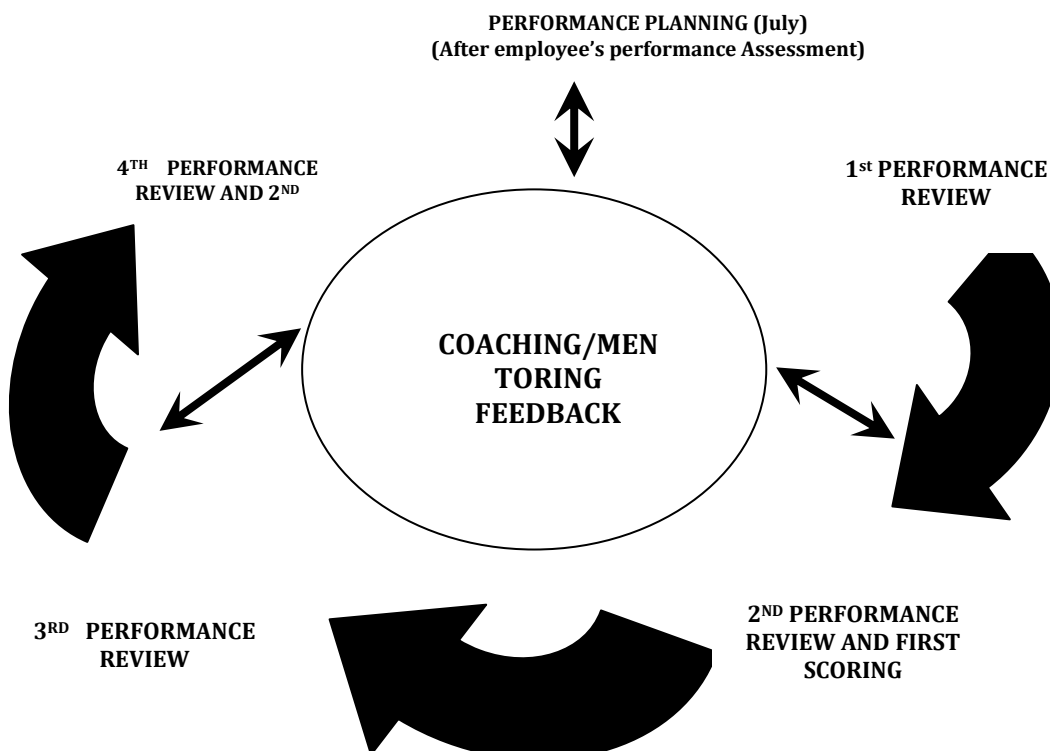 PERFORMANCE PLANNING (July)
(After employee’s performance Assessment)
4TH PERFORMANCE
REVIEW AND 2ND
1st PERFORMANCE
REVIEW
COACHING/MEN
TORING
FEEDBACK
3RD PERFORMANCE
REVIEW
2ND PERFORMANCE
REVIEW AND FIRST
SCORING